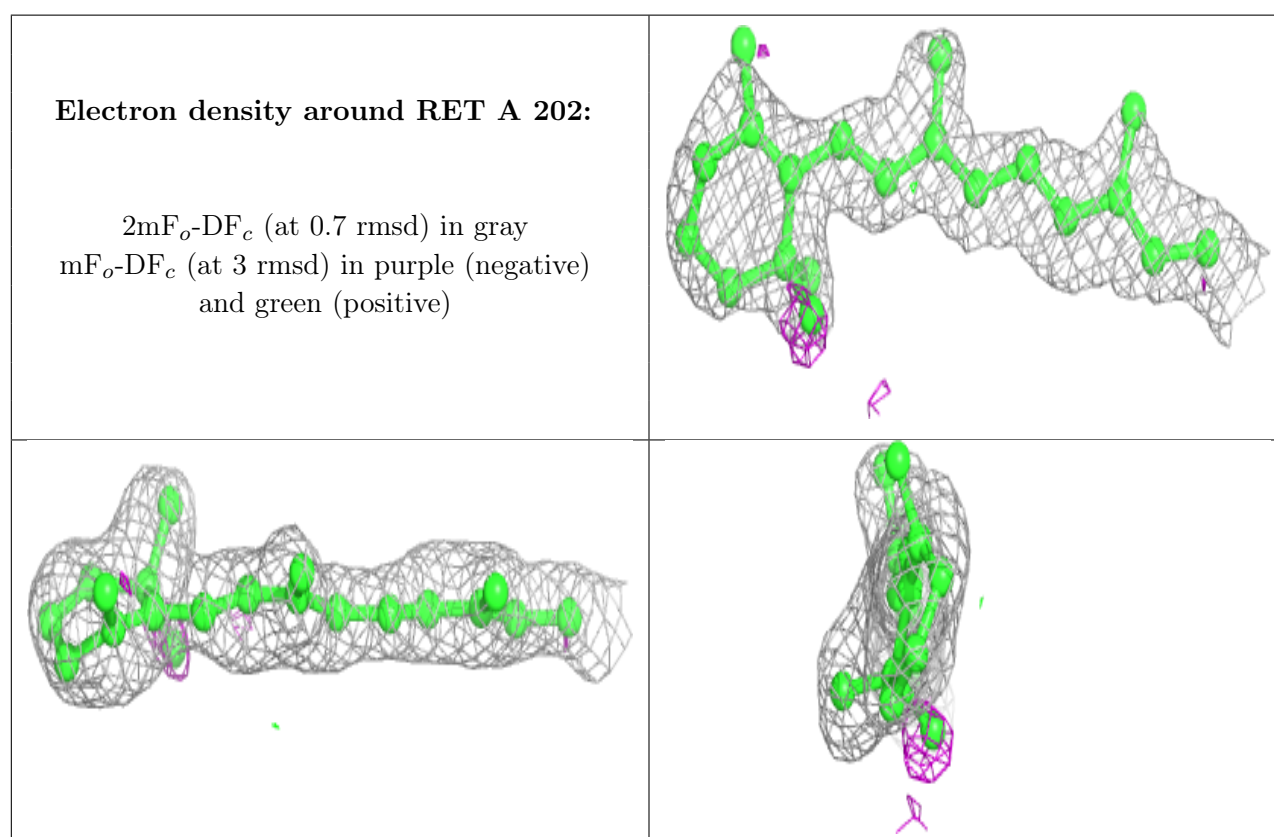 Electron density around RET A 202:
2mFo-DFc (at 0.7 rmsd) in gray
mFo-DFc (at 3 rmsd) in purple (negative)
and green (positive)